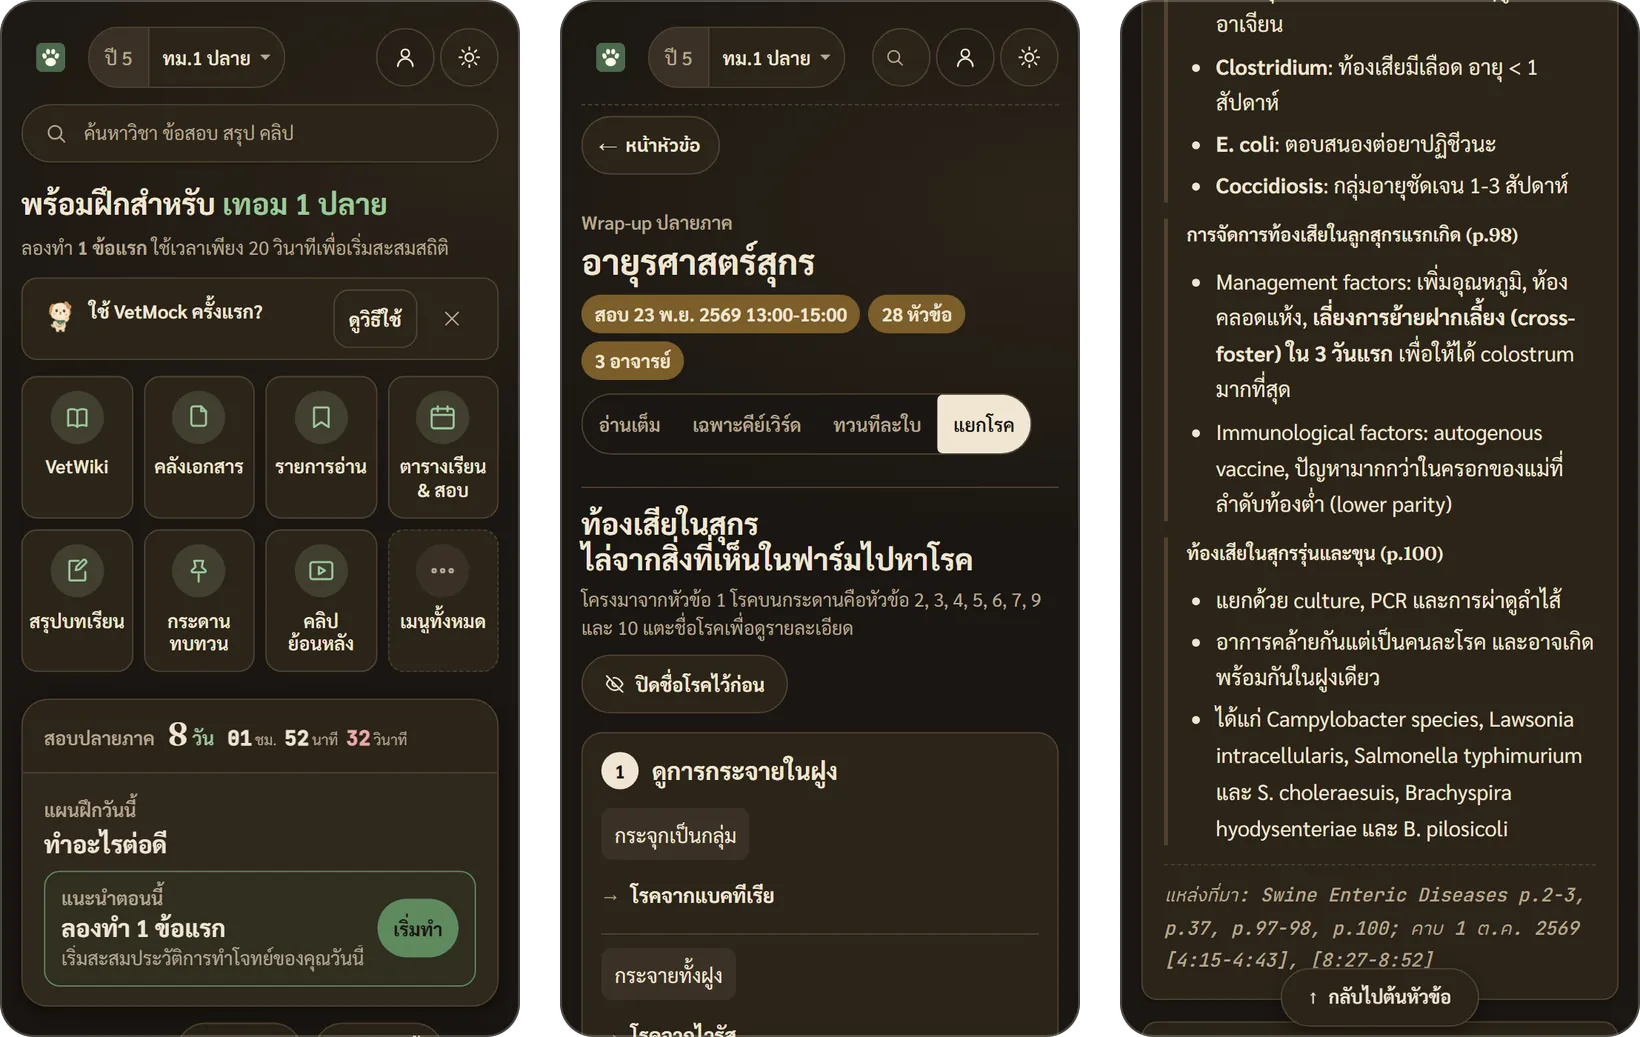 ปี 5
ทม.1 ปลาย
ค้นหาวิชา ข้อสอบ สรุป คลิป
พร้อมฝึกสำหรับ เทอม 1 ปลาย
ลองทำ 1 ข้อแรก ใช้เวลาเพียง 20 วินาทีเพื่อเริ่มสะสมสถิติ
ใช้ VetMock ครั้งแรก?
ดูวิธีใช้
VetWiki
คลังเอกสาร
รายการอ่าน
ตารางเรียน
& สอบ
สรุปบทเรียน
กระดาน
ทบทวน
คลิป
ย้อนหลัง
เมนูทั้งหมด
สอบปลายภาค 8 วัน 01 ชม. 52 นาที 32 วินาที
แผนฝึกวันนี้
ทำอะไรต่อดี
แนะนำตอนนี้
ลองทำ 1 ข้อแรก
เริ่มสะสมประวัติการทำโจทย์ของคุณวันนี้
เริ่มทำ
ปี 5
ทม.1 ปลาย
← หน้าหัวข้อ
Wrap-up ปลายภาค
อายุรศาสตร์สุกร
สอบ 23 พ.ย. 2569 13:00-15:00
28 หัวข้อ
3 อาจารย์
อ่านเต็ม
เฉพาะคีย์เวิร์ด
ทวนทีละใบ
แยกโรค
ท้องเสียในสุกร
ไล่จากสิ่งที่เห็นในฟาร์มไปหาโรค
โครงมาจากหัวข้อ 1 โรคบนกระดานคือหัวข้อ 2, 3, 4, 5, 6, 7, 9
และ 10 แตะชื่อโรคเพื่อดูรายละเอียด
ปิดชื่อโรคไว้ก่อน
1 ดูการกระจายในฝูง
กระจุกเป็นกลุ่ม
→ โรคจากแบคทีเรีย
กระจายทั้งฝูง
→ โรคจากไวรัส
อาเจียน
• Clostridium: ท้องเสียมีเลือด อายุ < 1
สัปดาห์
• E. coli: ตอบสนองต่อยาปฏิชีวนะ
• Coccidiosis: กลุ่มอายุชัดเจน 1-3 สัปดาห์
การจัดการท้องเสียในลูกสุกรแรกเกิด (p.98)
• Management factors: เพิ่มอุณหภูมิ, ห้อง
คลอดแห้ง, เลี่ยงการย้ายฝากเลี้ยง (cross-
foster) ใน 3 วันแรก เพื่อให้ได้ colostrum
มากที่สุด
• Immunological factors: autogenous
vaccine, ปัญหามากกว่าในครอกของแม่ที่
ลำดับท้องต่ำ (lower parity)
ท้องเสียในสุกรรุ่นและขุน (p.100)
• แยกด้วย culture, PCR และการผ่าดูลำไส้
• อาการคล้ายกันแต่เป็นคนละโรค และอาจเกิด
พร้อมกันในฝูงเดียว
• ได้แก่ Campylobacter species, Lawsonia
intracellularis, Salmonella typhimurium
และ S. choleraesuis, Brachyspira
hyodysenteriae และ B. pilosicoli
แหล่งที่มา: Swine Enteric Diseases p.2-3,
p.37, p.97-98, p.100; คาบ 1 ต.ค. 2569
[4:15-4:43], [8:27-8:52]
↑ กลับไปต้นหัวข้อ